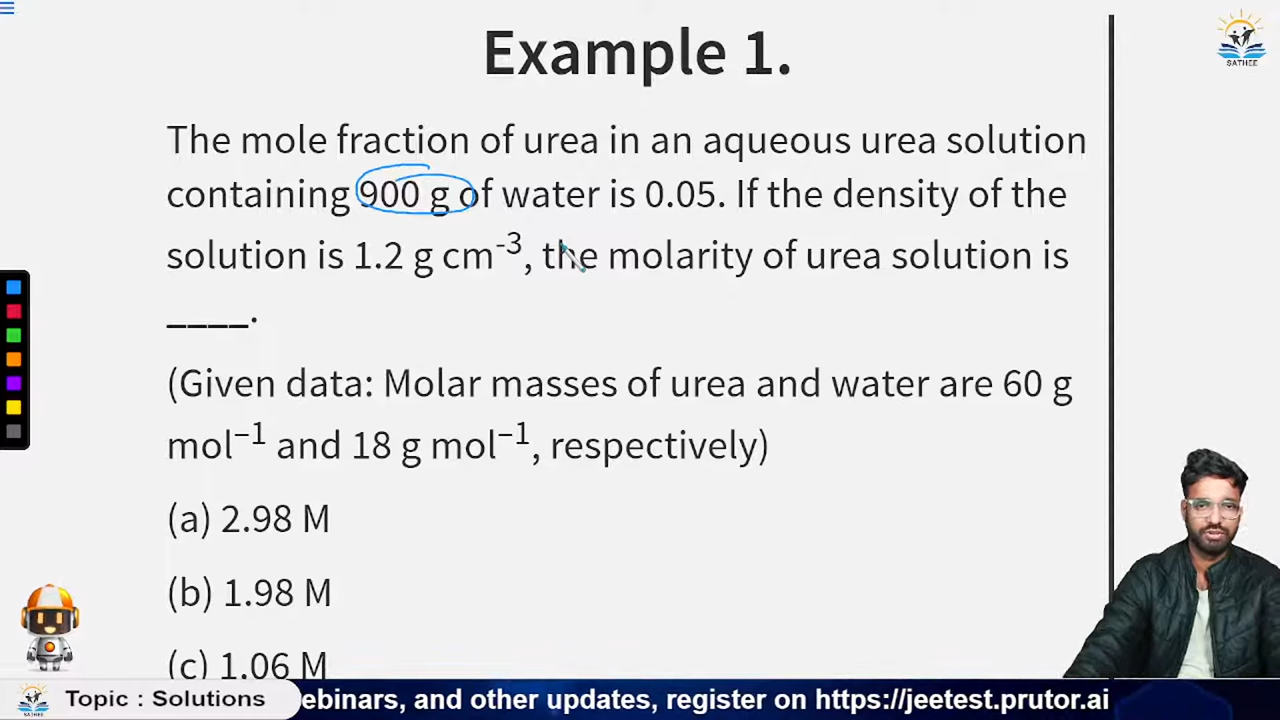 Example 1.
SATHEE
The mole fraction of urea in an aqueous urea solution
containing 900 g of water is 0.05. If the density of the
solution is 1.2 g cm⁻³, the molarity of urea solution is
____.
(Given data: Molar masses of urea and water are 60 g
mol⁻¹ and 18 g mol⁻¹, respectively)
(a) 2.98 M
(b) 1.98 M
(c) 1.06 M
SATHEE
Topic : Solutions
ebinars, and other updates, register on https://jeetest.prutor.ai